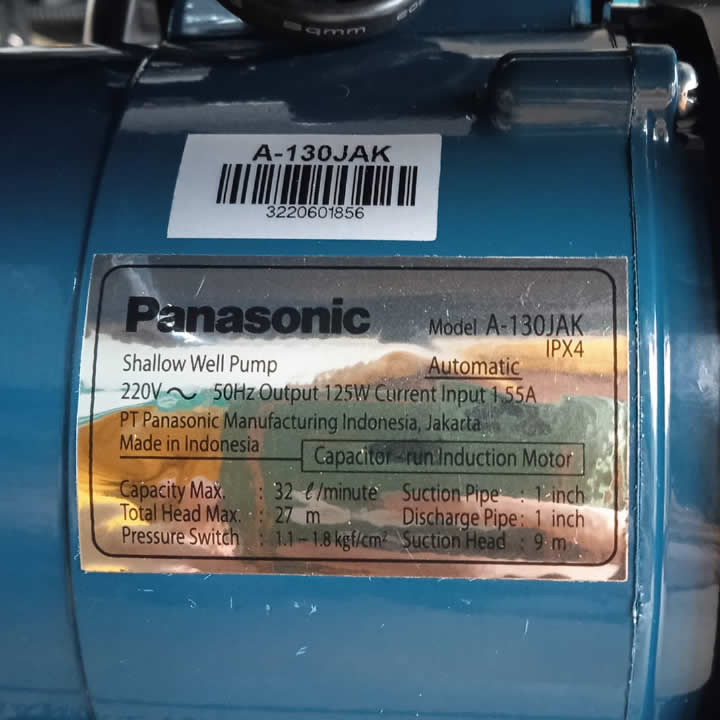 9mm
A-130JAK
3220601856
Panasonic
Model A-130JAK
IPX4
Shallow Well Pump
Automatic
220V ~ 50Hz Output 125W Current Input 1.55A
PT Panasonic Manufacturing Indonesia, Jakarta
Made in Indonesia
Capacitor - run Induction Motor
Capacity Max. : 32 ℓ/minute Suction Pipe : 1 inch
Total Head Max. : 27 m Discharge Pipe : 1 inch
Pressure Switch : 1.1 – 1.8 kgf/cm² Suction Head : 9 m